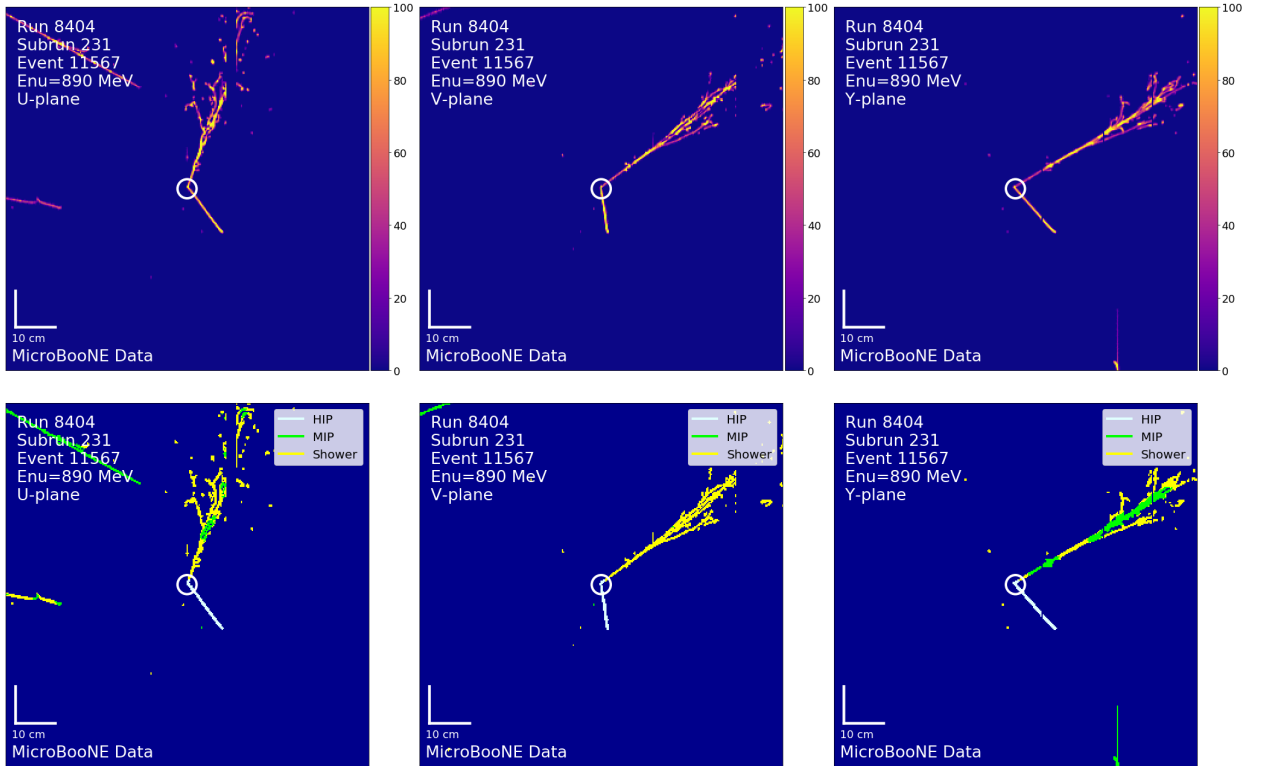 Run 8404
Subrun 231
Event 11567
Enu=890 MeV
U-plane
10 cm
MicroBooNE Data
100
80
60
40
20
0
Run 8404
Subrun 231
Event 11567
Enu=890 MeV
V-plane
10 cm
MicroBooNE Data
100
80
60
40
20
0
Run 8404
Subrun 231
Event 11567
Enu=890 MeV
Y-plane
10 cm
MicroBooNE Data
100
80
60
40
20
0
Run 8404
Subrun 231
Event 11567
Enu=890 MeV
U-plane
HIP
MIP
Shower
10 cm
MicroBooNE Data
Run 8404
Subrun 231
Event 11567
Enu=890 MeV
V-plane
HIP
MIP
Shower
10 cm
MicroBooNE Data
Run 8404
Subrun 231
Event 11567
Enu=890 MeV
Y-plane
HIP
MIP
Shower
10 cm
MicroBooNE Data